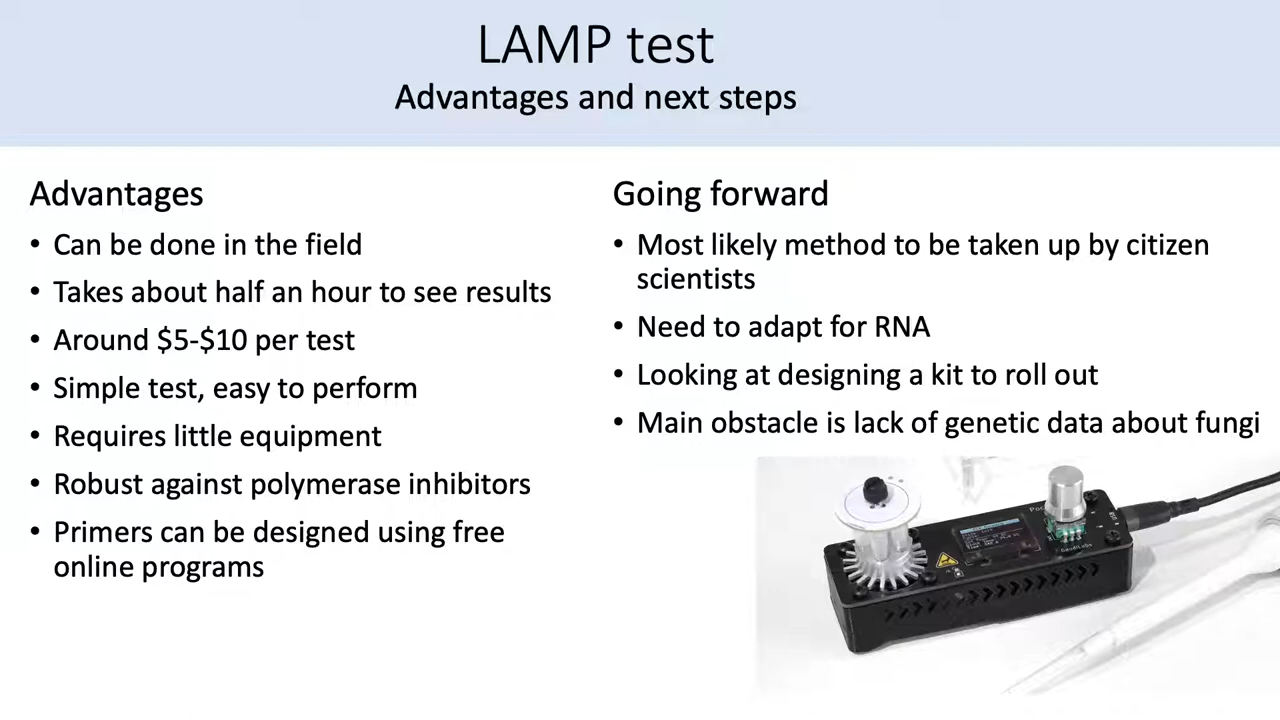 LAMP test
Advantages and next steps
Advantages
• Can be done in the field
• Takes about half an hour to see results
• Around $5-$10 per test
• Simple test, easy to perform
• Requires little equipment
• Robust against polymerase inhibitors
• Primers can be designed using free
online programs
Going forward
• Most likely method to be taken up by citizen
scientists
• Need to adapt for RNA
• Looking at designing a kit to roll out
• Main obstacle is lack of genetic data about fungi
GaudiLabs